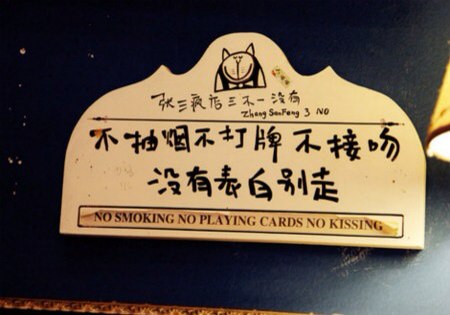 张三疯店三不一没有
Zhang SanFeng 3 NO
不抽烟不打牌不接吻
没有表白别走
NO SMOKING NO PLAYING CARDS NO KISSING